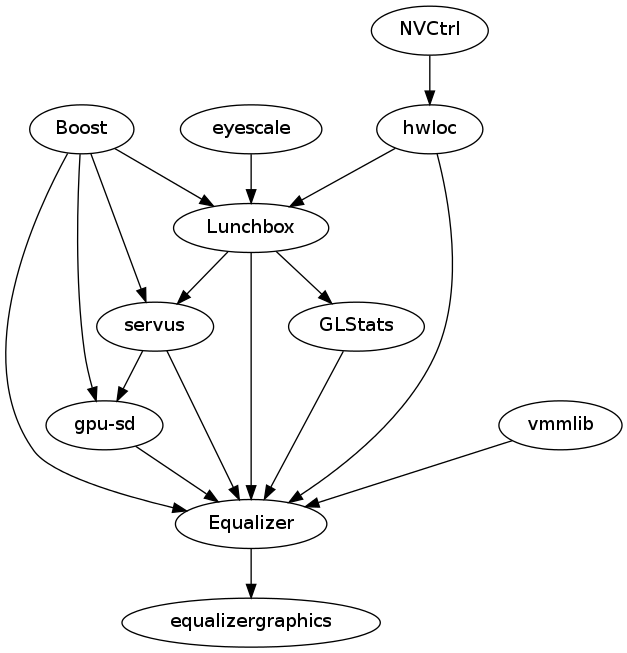 NVCtrl
Boost
eyescale
hwloc
Lunchbox
servus
GLStats
gpu-sd
vmmlib
Equalizer
equalizergraphics